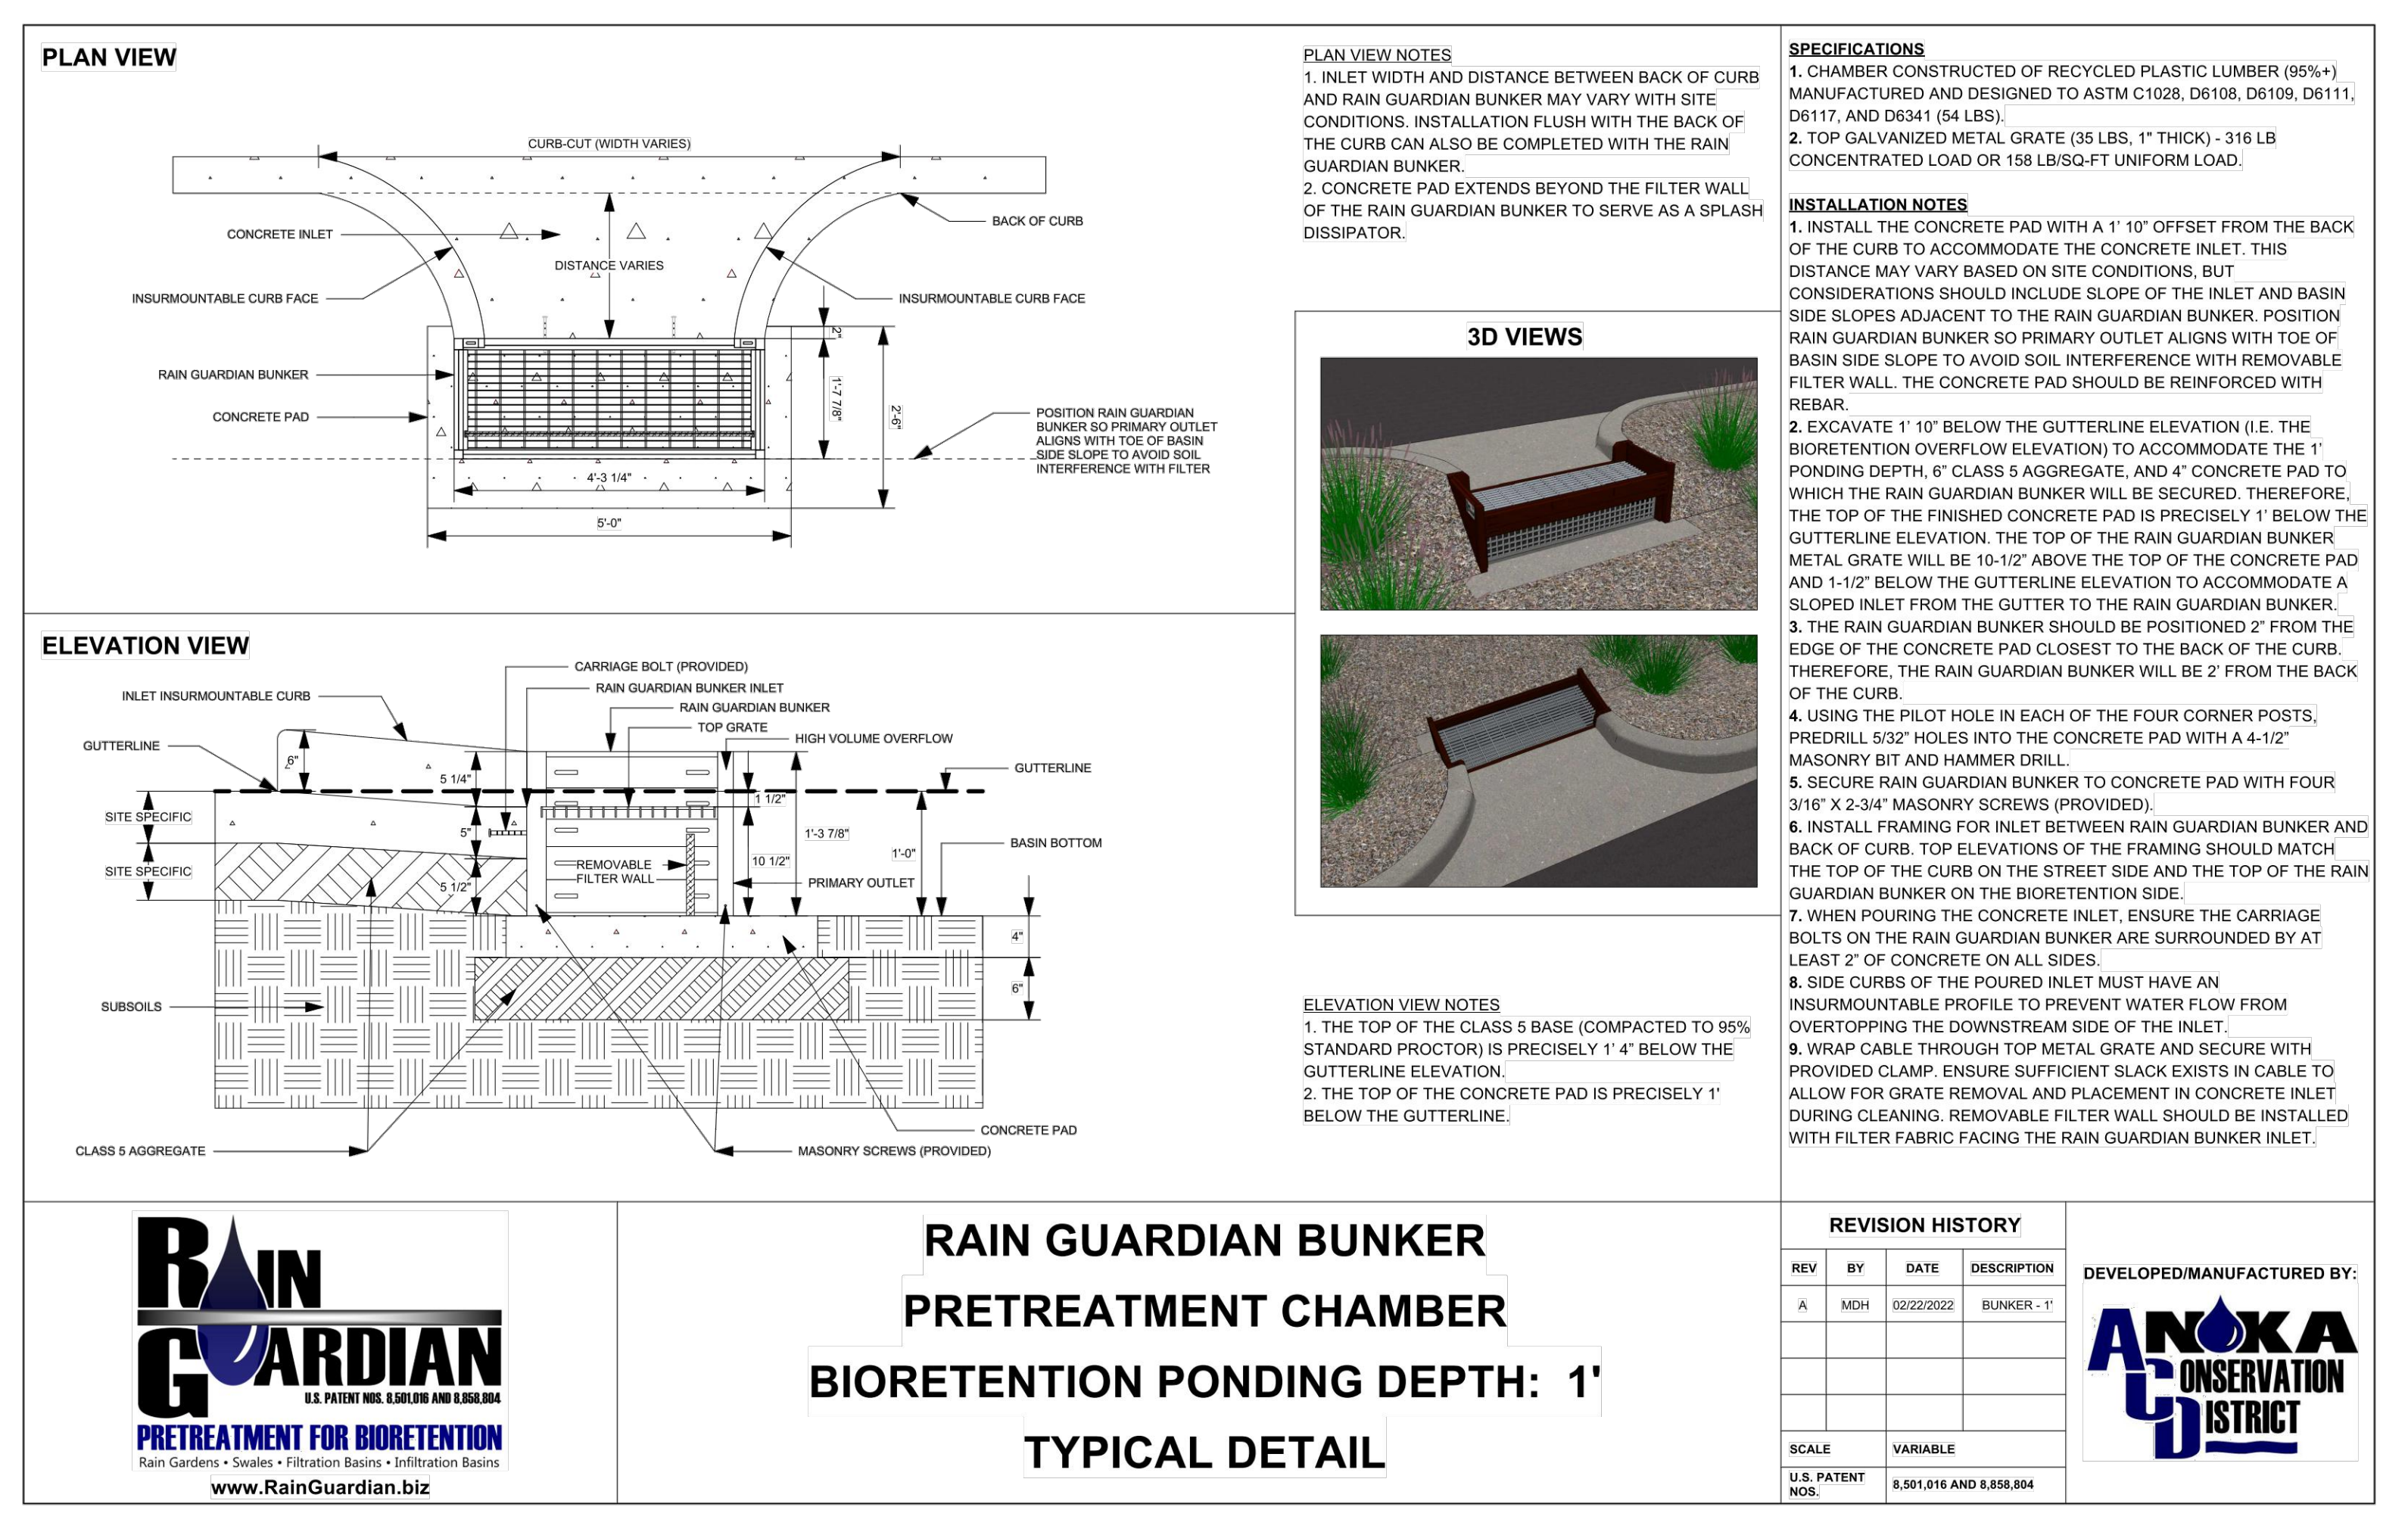 PLAN VIEW
CURB-CUT (WIDTH VARIES)
BACK OF CURB
CONCRETE INLET
DISTANCE VARIES
INSURMOUNTABLE CURB FACE
INSURMOUNTABLE CURB FACE
2"
RAIN GUARDIAN BUNKER
1'-7 7/8"
2'-6"
CONCRETE PAD
POSITION RAIN GUARDIAN
BUNKER SO PRIMARY OUTLET
ALIGNS WITH TOE OF BASIN
SIDE SLOPE TO AVOID SOIL
INTERFERENCE WITH FILTER
4'-3 1/4"
5'-0"
PLAN VIEW NOTES
1. INLET WIDTH AND DISTANCE BETWEEN BACK OF CURB
AND RAIN GUARDIAN BUNKER MAY VARY WITH SITE
CONDITIONS. INSTALLATION FLUSH WITH THE BACK OF
THE CURB CAN ALSO BE COMPLETED WITH THE RAIN
GUARDIAN BUNKER.
2. CONCRETE PAD EXTENDS BEYOND THE FILTER WALL
OF THE RAIN GUARDIAN BUNKER TO SERVE AS A SPLASH
DISSIPATOR.
3D VIEWS
ELEVATION VIEW
CARRIAGE BOLT (PROVIDED)
RAIN GUARDIAN BUNKER INLET
INLET INSURMOUNTABLE CURB
RAIN GUARDIAN BUNKER
TOP GRATE
HIGH VOLUME OVERFLOW
GUTTERLINE
6"
GUTTERLINE
5 1/4"
1 1/2"
SITE SPECIFIC
5"
1'-3 7/8"
BASIN BOTTOM
1'-0"
REMOVABLE
FILTER WALL
10 1/2"
SITE SPECIFIC
5 1/2"
PRIMARY OUTLET
4"
6"
SUBSOILS
CONCRETE PAD
CLASS 5 AGGREGATE
MASONRY SCREWS (PROVIDED)
ELEVATION VIEW NOTES
1. THE TOP OF THE CLASS 5 BASE (COMPACTED TO 95%
STANDARD PROCTOR) IS PRECISELY 1’ 4” BELOW THE
GUTTERLINE ELEVATION.
2. THE TOP OF THE CONCRETE PAD IS PRECISELY 1'
BELOW THE GUTTERLINE.
SPECIFICATIONS
1. CHAMBER CONSTRUCTED OF RECYCLED PLASTIC LUMBER (95%+)
MANUFACTURED AND DESIGNED TO ASTM C1028, D6108, D6109, D6111,
D6117, AND D6341 (54 LBS).
2. TOP GALVANIZED METAL GRATE (35 LBS, 1" THICK) - 316 LB
CONCENTRATED LOAD OR 158 LB/SQ-FT UNIFORM LOAD.
INSTALLATION NOTES
1. INSTALL THE CONCRETE PAD WITH A 1’ 10” OFFSET FROM THE BACK
OF THE CURB TO ACCOMMODATE THE CONCRETE INLET. THIS
DISTANCE MAY VARY BASED ON SITE CONDITIONS, BUT
CONSIDERATIONS SHOULD INCLUDE SLOPE OF THE INLET AND BASIN
SIDE SLOPES ADJACENT TO THE RAIN GUARDIAN BUNKER. POSITION
RAIN GUARDIAN BUNKER SO PRIMARY OUTLET ALIGNS WITH TOE OF
BASIN SIDE SLOPE TO AVOID SOIL INTERFERENCE WITH REMOVABLE
FILTER WALL. THE CONCRETE PAD SHOULD BE REINFORCED WITH
REBAR.
2. EXCAVATE 1’ 10” BELOW THE GUTTERLINE ELEVATION (I.E. THE
BIORETENTION OVERFLOW ELEVATION) TO ACCOMMODATE THE 1’
PONDING DEPTH, 6” CLASS 5 AGGREGATE, AND 4” CONCRETE PAD TO
WHICH THE RAIN GUARDIAN BUNKER WILL BE SECURED. THEREFORE,
THE TOP OF THE FINISHED CONCRETE PAD IS PRECISELY 1’ BELOW THE
GUTTERLINE ELEVATION. THE TOP OF THE RAIN GUARDIAN BUNKER
METAL GRATE WILL BE 10-1/2” ABOVE THE TOP OF THE CONCRETE PAD
AND 1-1/2” BELOW THE GUTTERLINE ELEVATION TO ACCOMMODATE A
SLOPED INLET FROM THE GUTTER TO THE RAIN GUARDIAN BUNKER.
3. THE RAIN GUARDIAN BUNKER SHOULD BE POSITIONED 2” FROM THE
EDGE OF THE CONCRETE PAD CLOSEST TO THE BACK OF THE CURB.
THEREFORE, THE RAIN GUARDIAN BUNKER WILL BE 2’ FROM THE BACK
OF THE CURB.
4. USING THE PILOT HOLE IN EACH OF THE FOUR CORNER POSTS,
PREDRILL 5/32” HOLES INTO THE CONCRETE PAD WITH A 4-1/2”
MASONRY BIT AND HAMMER DRILL.
5. SECURE RAIN GUARDIAN BUNKER TO CONCRETE PAD WITH FOUR
3/16” X 2-3/4” MASONRY SCREWS (PROVIDED).
6. INSTALL FRAMING FOR INLET BETWEEN RAIN GUARDIAN BUNKER AND
BACK OF CURB. TOP ELEVATIONS OF THE FRAMING SHOULD MATCH
THE TOP OF THE CURB ON THE STREET SIDE AND THE TOP OF THE RAIN
GUARDIAN BUNKER ON THE BIORETENTION SIDE.
7. WHEN POURING THE CONCRETE INLET, ENSURE THE CARRIAGE
BOLTS ON THE RAIN GUARDIAN BUNKER ARE SURROUNDED BY AT
LEAST 2” OF CONCRETE ON ALL SIDES.
8. SIDE CURBS OF THE POURED INLET MUST HAVE AN
INSURMOUNTABLE PROFILE TO PREVENT WATER FLOW FROM
OVERTOPPING THE DOWNSTREAM SIDE OF THE INLET.
9. WRAP CABLE THROUGH TOP METAL GRATE AND SECURE WITH
PROVIDED CLAMP. ENSURE SUFFICIENT SLACK EXISTS IN CABLE TO
ALLOW FOR GRATE REMOVAL AND PLACEMENT IN CONCRETE INLET
DURING CLEANING. REMOVABLE FILTER WALL SHOULD BE INSTALLED
WITH FILTER FABRIC FACING THE RAIN GUARDIAN BUNKER INLET.
RAIN
GUARDIAN
U.S. PATENT NOS. 8,501,016 AND 8,858,804
PRETREATMENT FOR BIORETENTION
Rain Gardens • Swales • Filtration Basins • Infiltration Basins
www.RainGuardian.biz
RAIN GUARDIAN BUNKER
PRETREATMENT CHAMBER
BIORETENTION PONDING DEPTH: 1'
TYPICAL DETAIL
REVISION HISTORY
REV BY DATE DESCRIPTION
A MDH 02/22/2022 BUNKER - 1'
SCALE VARIABLE
U.S. PATENT
NOS.
8,501,016 AND 8,858,804
DEVELOPED/MANUFACTURED BY:
ANOKA
CONSERVATION
DISTRICT